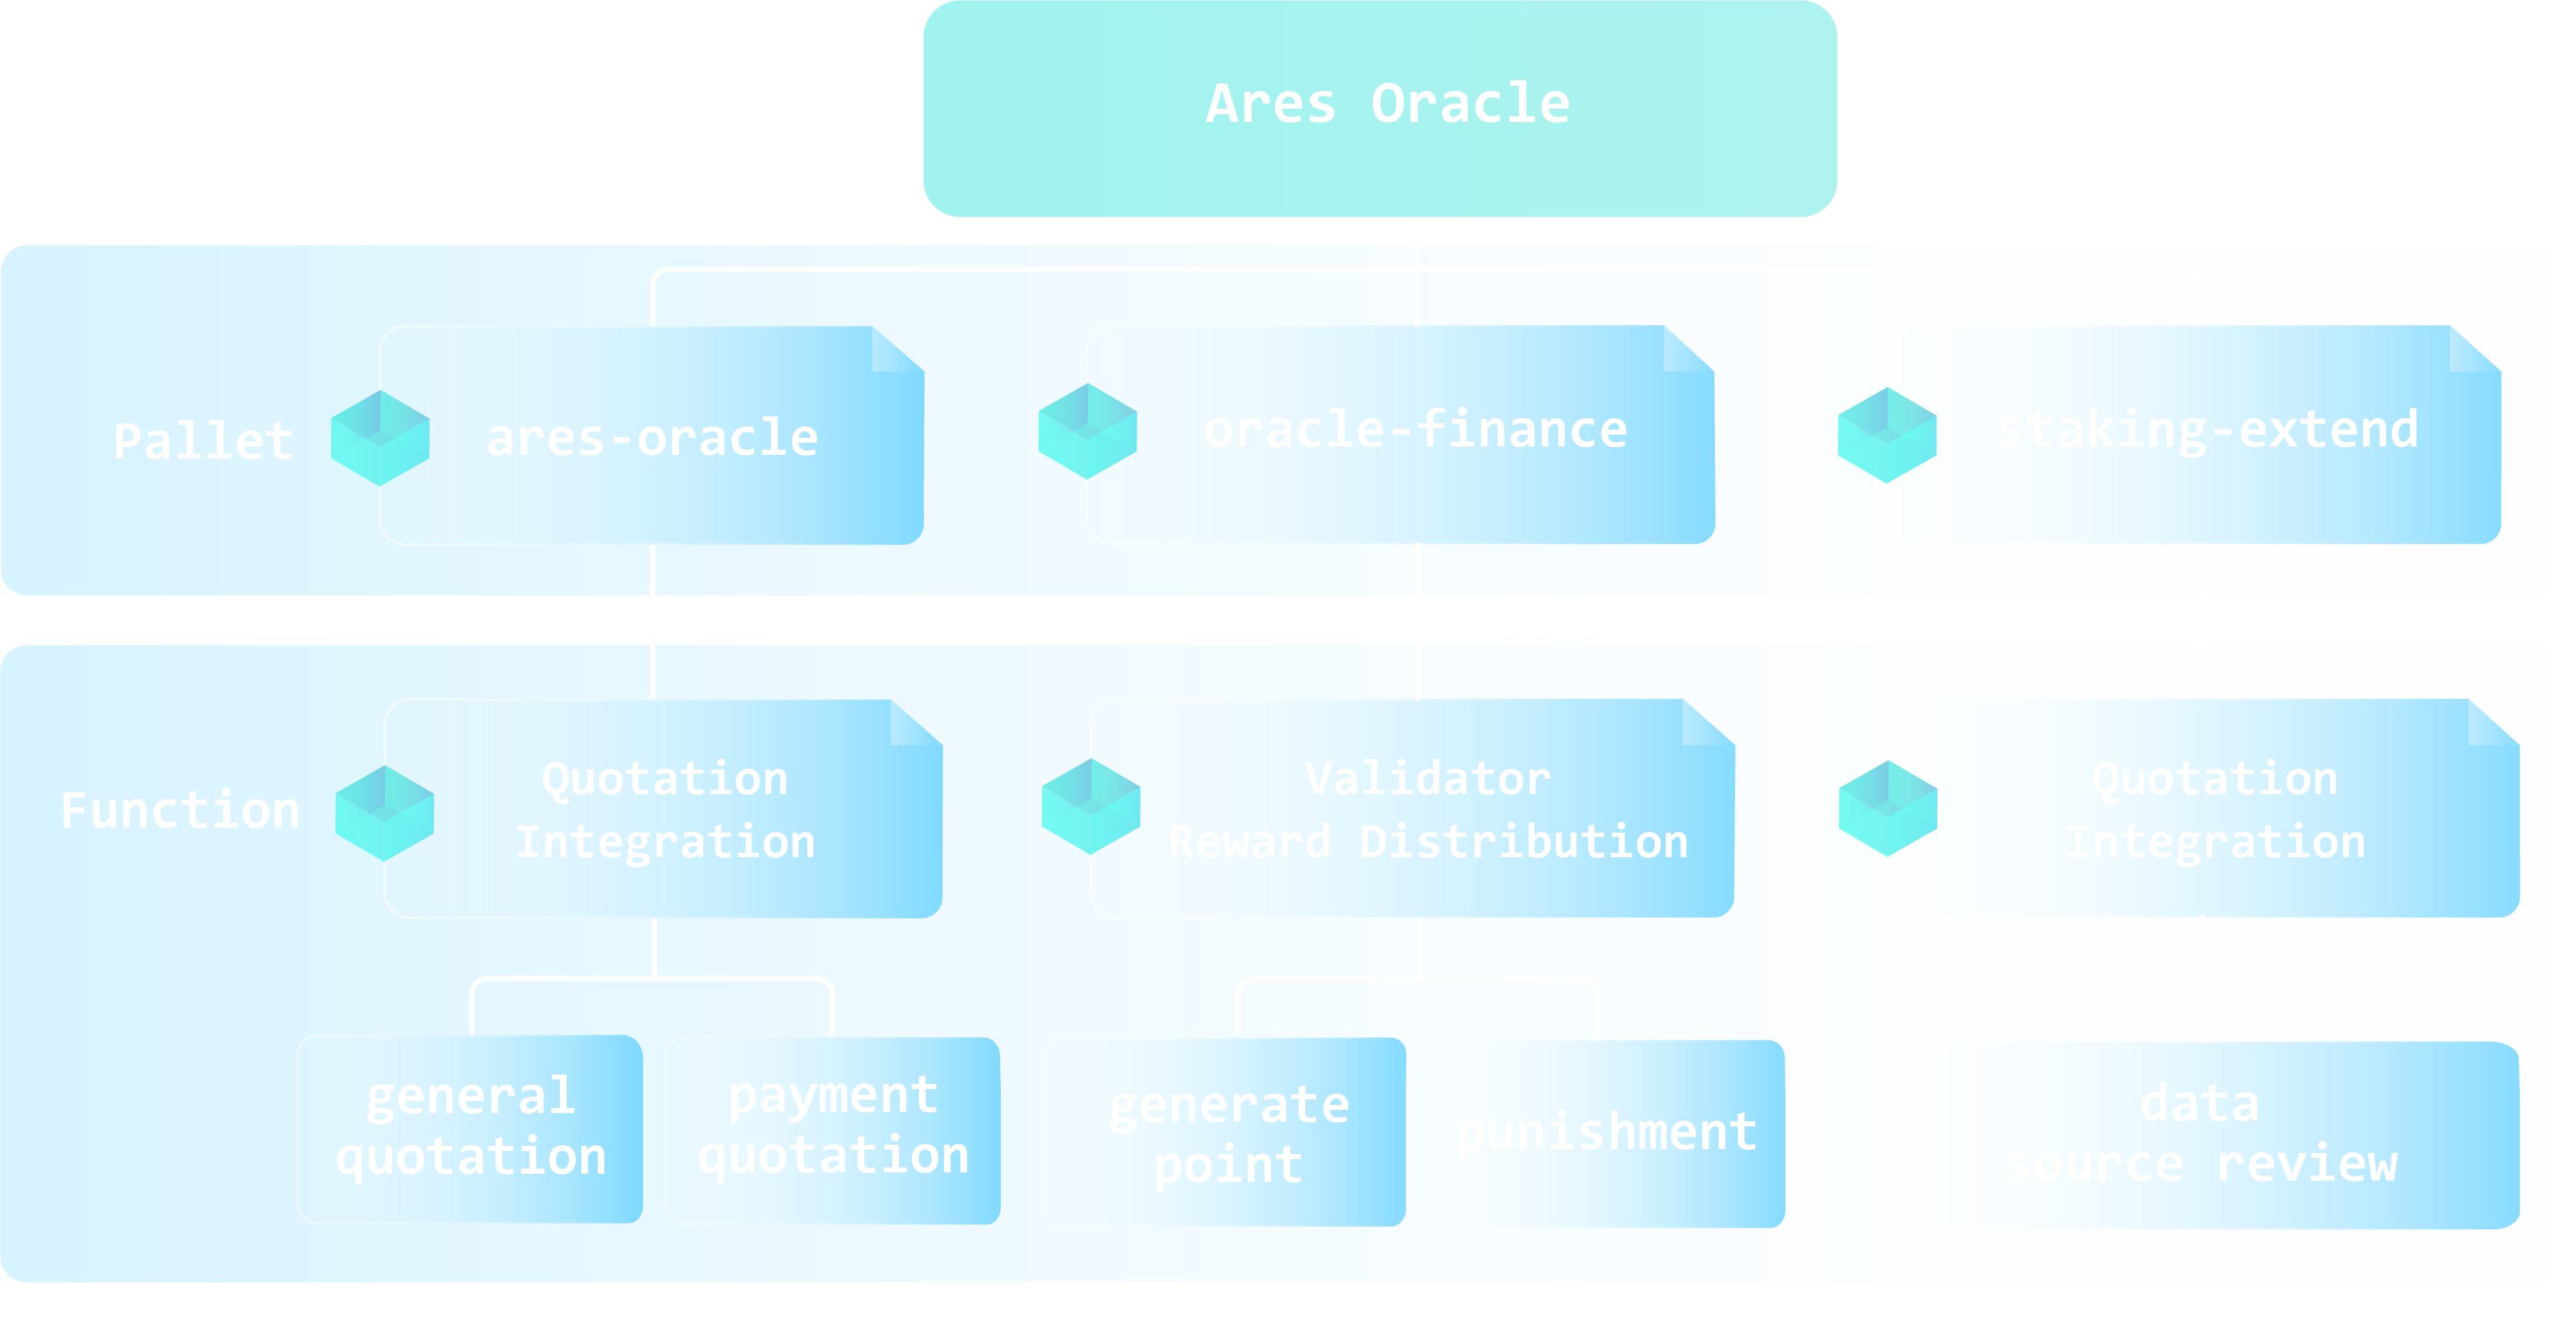 Ares Oracle
Pallet
ares-oracle
oracle-finance
staking-extend
Function
Quotation
Integration
Validator
Reward Distribution
Quotation
Integration
general
quotation
payment
quotation
generate
point
punishment
data
source review